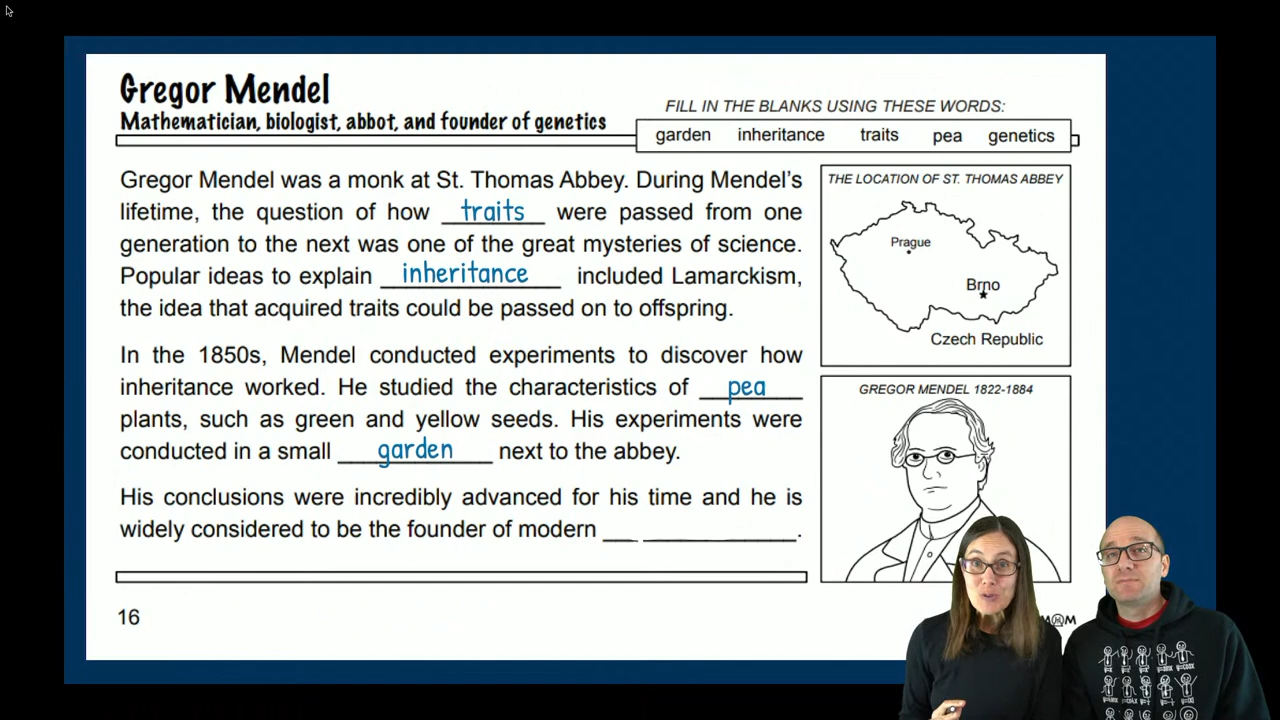 Gregor Mendel
Mathematician, biologist, abbot, and founder of genetics
FILL IN THE BLANKS USING THESE WORDS:
garden inheritance traits pea genetics
Gregor Mendel was a monk at St. Thomas Abbey. During Mendel's
lifetime, the question of how traits were passed from one
generation to the next was one of the great mysteries of science.
Popular ideas to explain inheritance included Lamarckism,
the idea that acquired traits could be passed on to offspring.
In the 1850s, Mendel conducted experiments to discover how
inheritance worked. He studied the characteristics of pea
plants, such as green and yellow seeds. His experiments were
conducted in a small garden next to the abbey.
His conclusions were incredibly advanced for his time and he is
widely considered to be the founder of modern ___ ___________.
THE LOCATION OF ST. THOMAS ABBEY
Prague
Brno
Czech Republic
GREGOR MENDEL 1822-1884
16